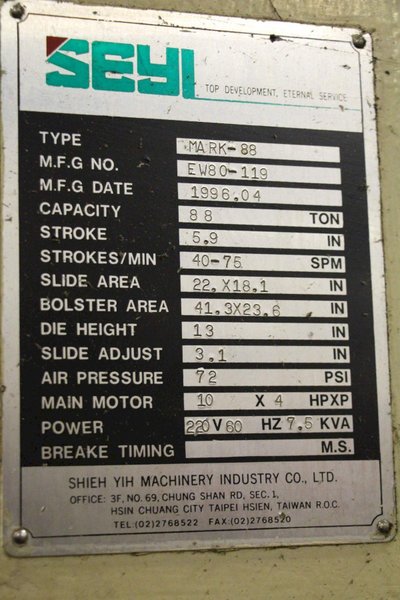 SEYI
TOP DEVELOPMENT, ETERNAL SERVICE
TYPE MARK-88
M.F.G NO. EW80-119
M.F.G DATE 1996.04
CAPACITY 88 TON
STROKE 5.9 IN
STROKES/MIN 40-75 SPM
SLIDE AREA 22.X18.1 IN
BOLSTER AREA 41.3X23.6 IN
DIE HEIGHT 13 IN
SLIDE ADJUST 3.1 IN
AIR PRESSURE 72 PSI
MAIN MOTOR 10 X 4 HPXP
POWER 220 V 60 HZ 7.5 KVA
BREAKE TIMING M.S.
SHIEH YIH MACHINERY INDUSTRY CO., LTD.
OFFICE: 3F, NO. 69, CHUNG SHAN RD, SEC. 1,
HSIN CHUANG CITY TAIPEI HSIEN, TAIWAN R.O.C.
TEL:(02)2768522 FAX:(02)2768520